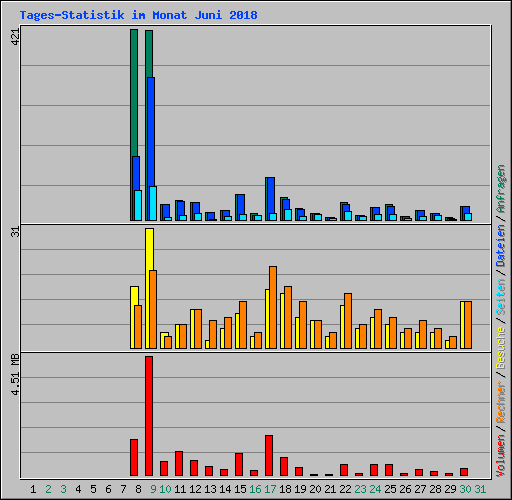 Tages-Statistik im Monat Juni 2018
421
31
4.51 MB
Volumen / Rechner / Besuche / Seiten / Dateien / Anfragen
1 2 3 4 5 6 7 8 9 10 11 12 13 14 15 16 17 18 19 20 21 22 23 24 25 26 27 28 29 30 31